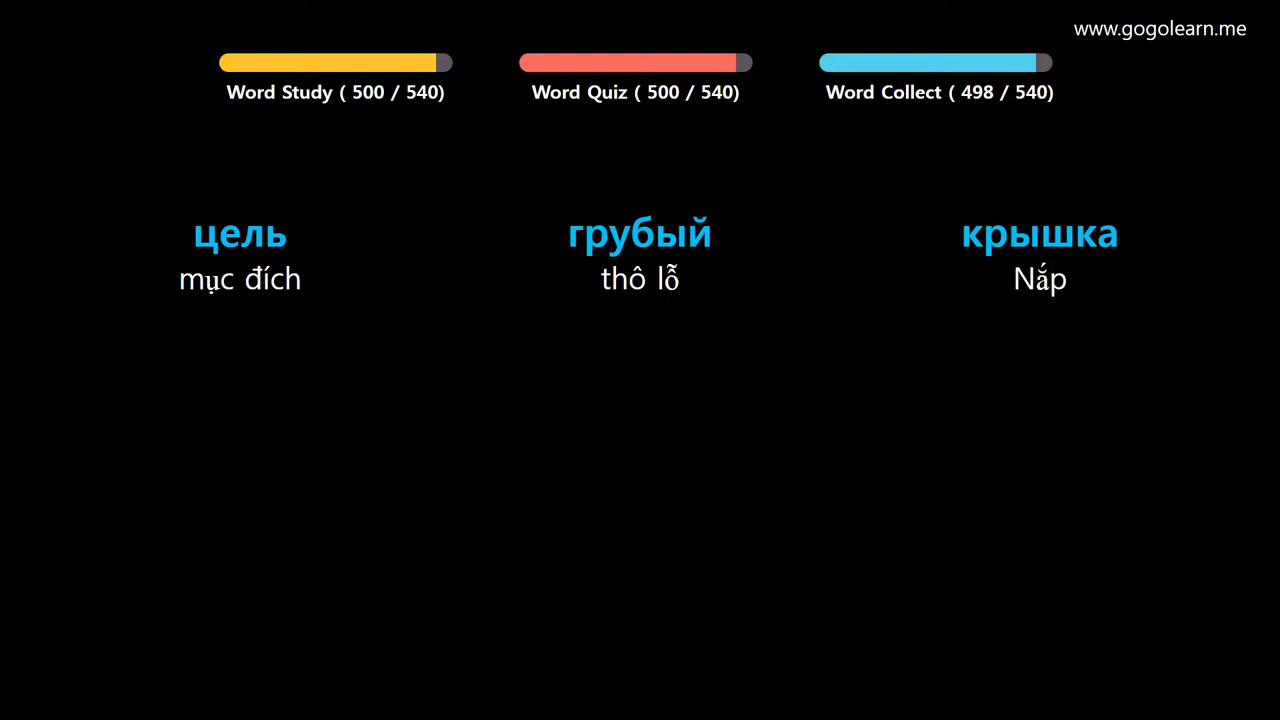 www.gogolearn.me
Word Study ( 500 / 540)
Word Quiz ( 500 / 540)
Word Collect ( 498 / 540)
цель
mục đích
грубый
thô lỗ
крышка
Nắp